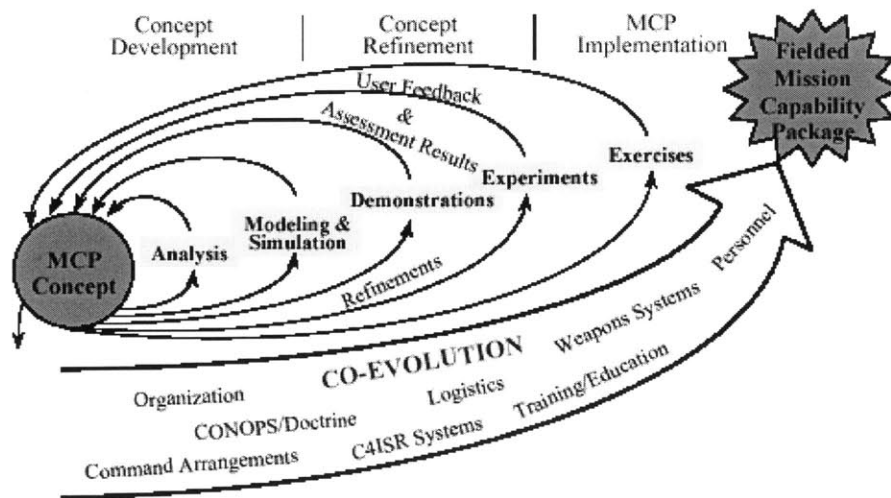 Concept
Development
Concept
Refinement
MCP
Implementation
Fielded
Mission
Capability
Package
User Feedback
&
Assessment Results
Exercises
Experiments
Demonstrations
Modeling &
Simulation
Analysis
MCP
Concept
Refinements
Personnel
Weapons Systems
CO-EVOLUTION
Organization
Logistics
Training/Education
CONOPS/Doctrine
C4ISR Systems
Command Arrangements